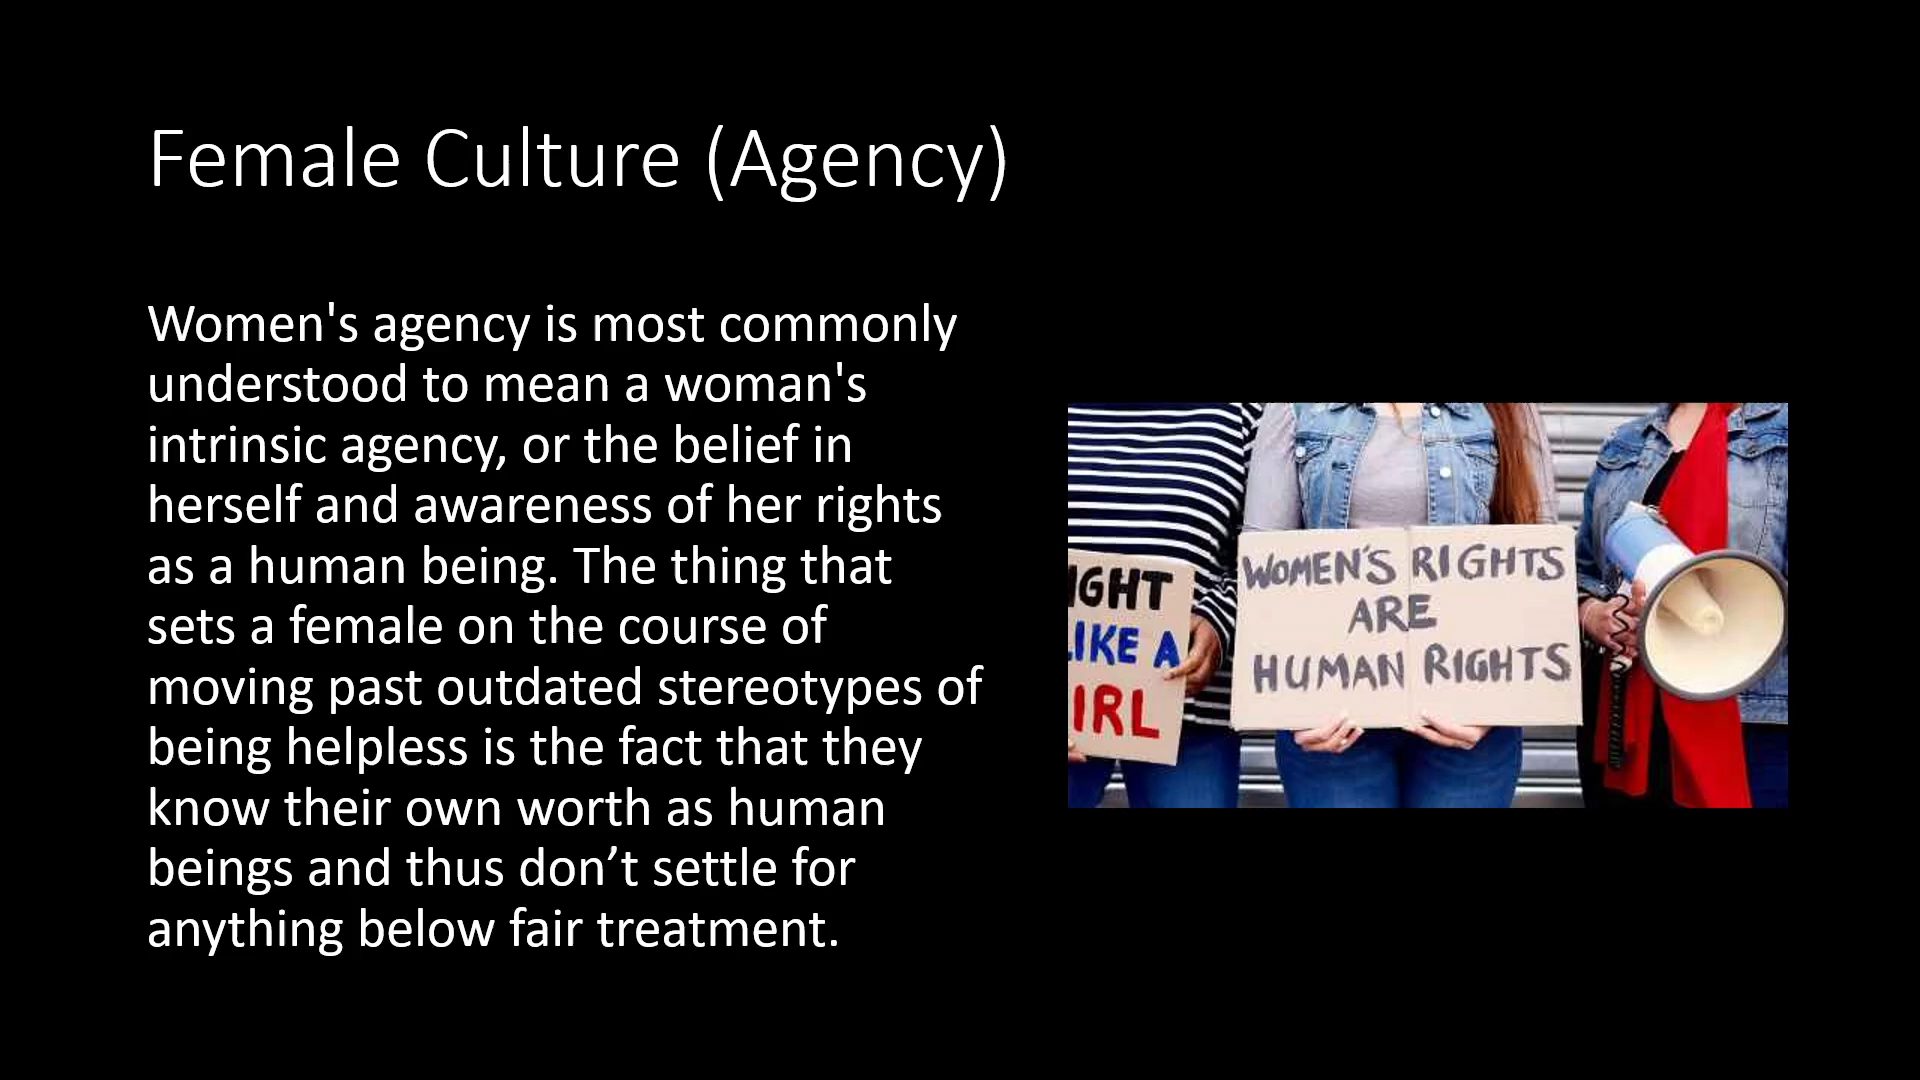 Female Culture (Agency)
Women's agency is most commonly
understood to mean a woman's
intrinsic agency, or the belief in
herself and awareness of her rights
as a human being. The thing that
sets a female on the course of
moving past outdated stereotypes of
being helpless is the fact that they
know their own worth as human
beings and thus don’t settle for
anything below fair treatment.
IGHT
LIKE A
IRL
WOMEN'S RIGHTS
ARE
HUMAN RIGHTS